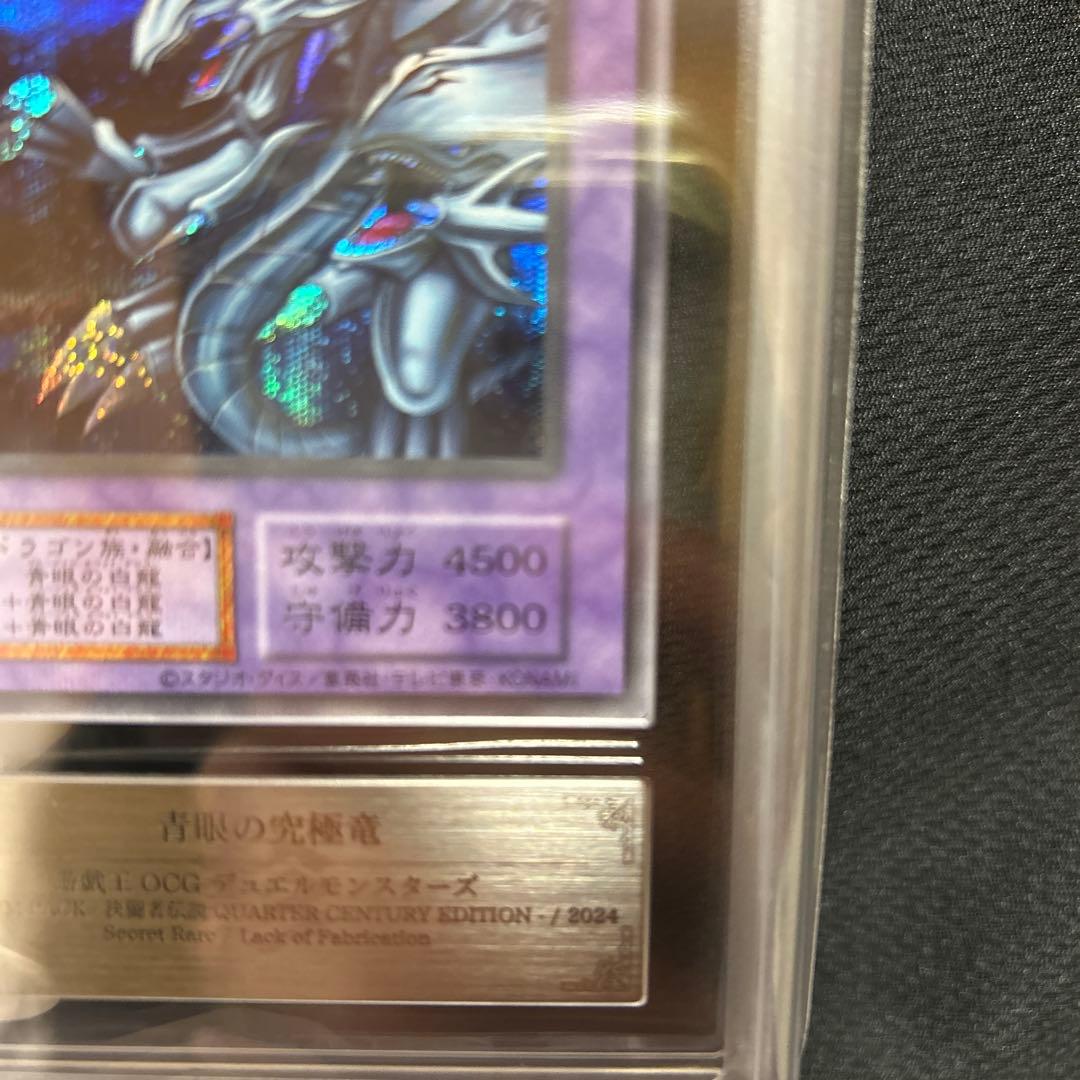 ドラゴン族・融合】
青眼の白龍
+青眼の白龍
+青眼の白龍
攻撃力 4500
守備力 3800
©スタジオ・ダイス/集英社・テレビ東京・KONAMI
青眼の究極竜
遊戯王 OCG デュエルモンスターズ
決闘者伝説 QUARTER CENTURY EDITION - / 2024
Secret Rare / Lack of Fabrication